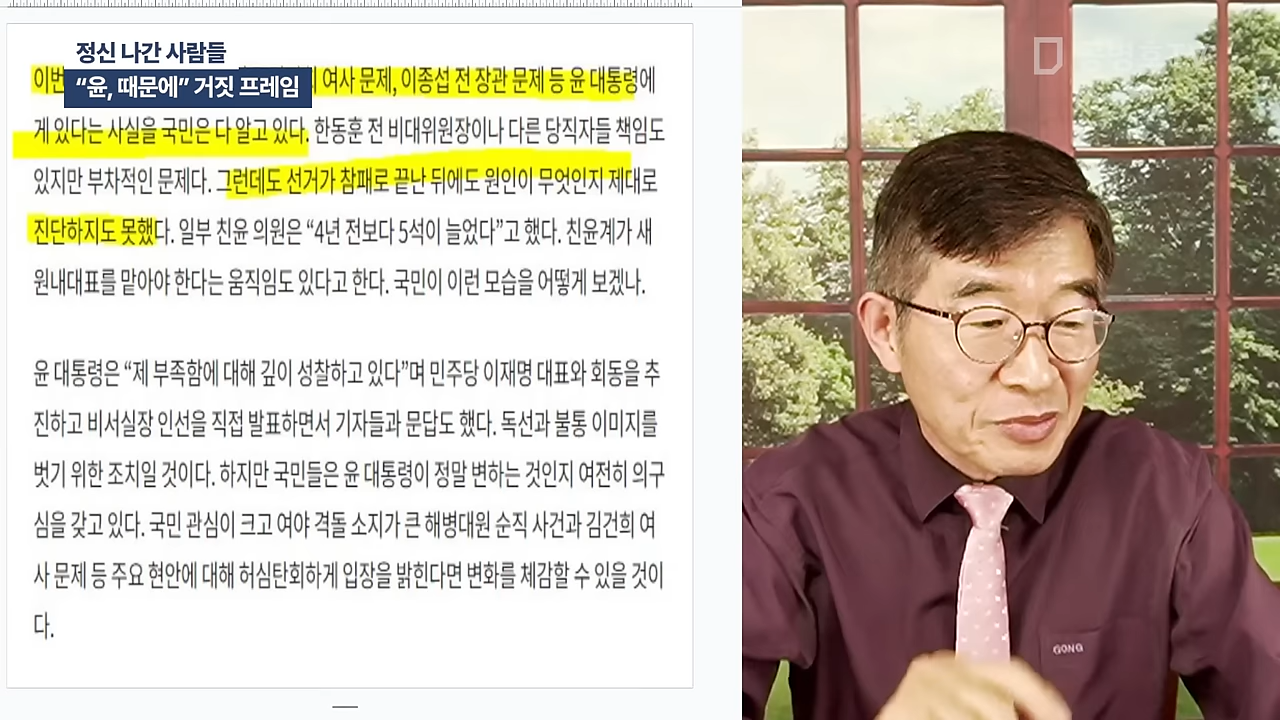 정신 나간 사람들
“윤, 때문에” 거짓 프레임
이번 여사 문제, 이종섭 전 장관 문제 등 윤 대통령에
게 있다는 사실을 국민은 다 알고 있다. 한동훈 전 비대위원장이나 다른 당직자들 책임도
있지만 부차적인 문제다. 그런데도 선거가 참패로 끝난 뒤에도 원인이 무엇인지 제대로
진단하지도 못했다. 일부 친윤 의원은 “4년 전보다 5석이 늘었다”고 했다. 친윤계가 새
원내대표를 맡아야 한다는 움직임도 있다고 한다. 국민이 이런 모습을 어떻게 보겠나.
윤 대통령은 “제 부족함에 대해 깊이 성찰하고 있다”며 민주당 이재명 대표와 회동을 추
진하고 비서실장 인선을 직접 발표하면서 기자들과 문답도 했다. 독선과 불통 이미지를
벗기 위한 조치일 것이다. 하지만 국민들은 윤 대통령이 정말 변하는 것인지 여전히 의구
심을 갖고 있다. 국민 관심이 크고 여야 격돌 소지가 큰 해병대원 순직 사건과 김건희 여
사 문제 등 주요 현안에 대해 허심탄회하게 입장을 밝힌다면 변화를 체감할 수 있을 것이
다.
GONG